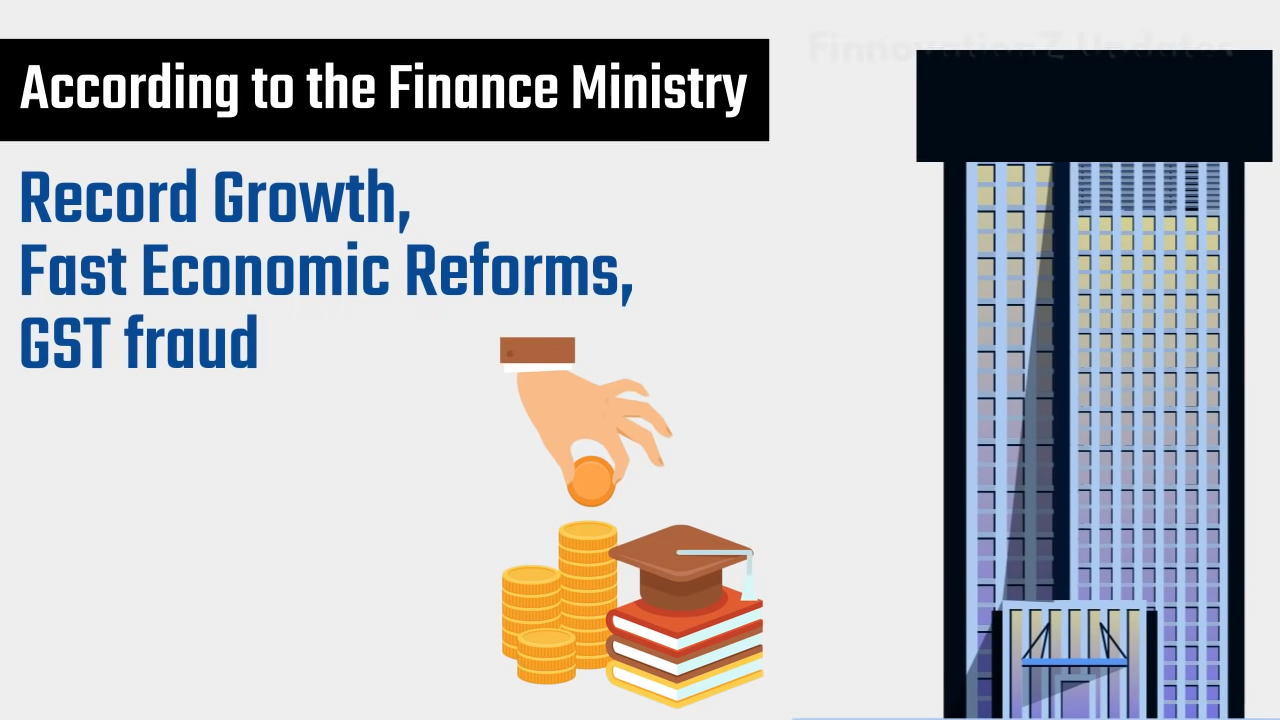 According to the Finance Ministry
Record Growth,
Fast Economic Reforms,
GST fraud